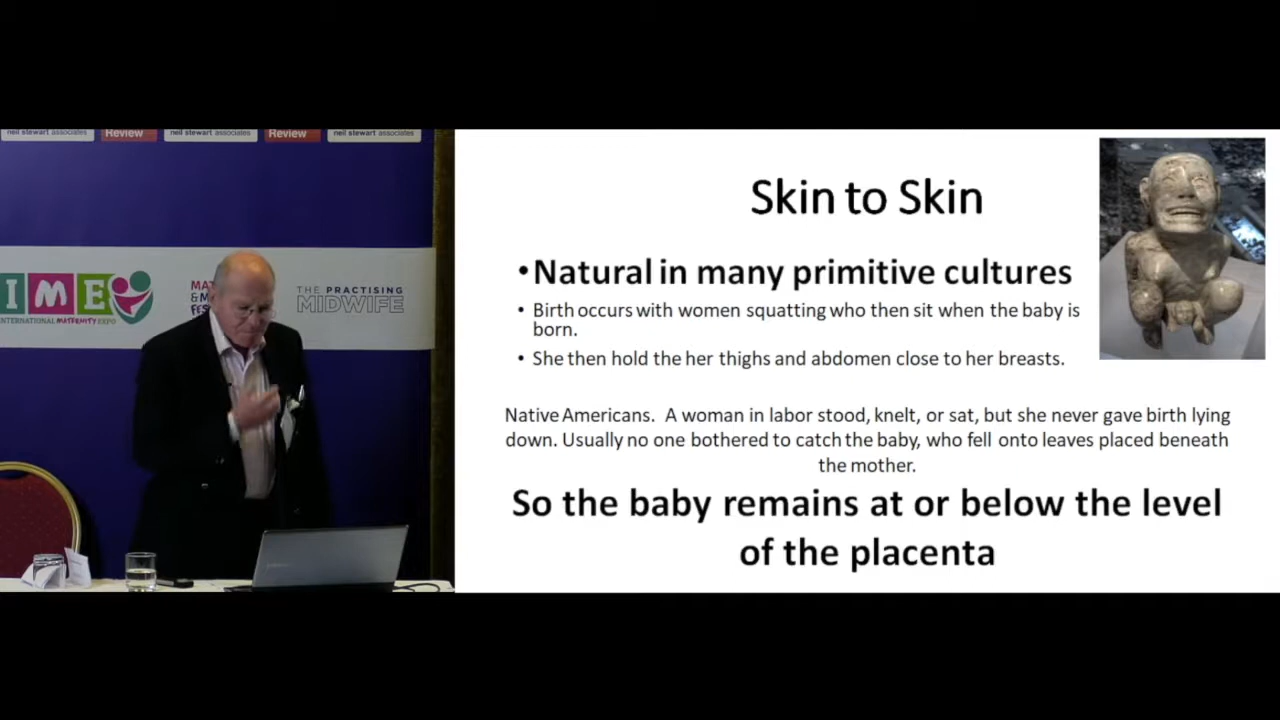 neil stewart associates
Review
neil stewart associates
Review
neil stewart associates
IME
INTERNATIONAL MATERNITY EXPO
THE PRACTISING
MIDWIFE
Skin to Skin
•Natural in many primitive cultures
• Birth occurs with women squatting who then sit when the baby is
born.
• She then hold the her thighs and abdomen close to her breasts.
Native Americans. A woman in labor stood, knelt, or sat, but she never gave birth lying
down. Usually no one bothered to catch the baby, who fell onto leaves placed beneath
the mother.
So the baby remains at or below the level
of the placenta